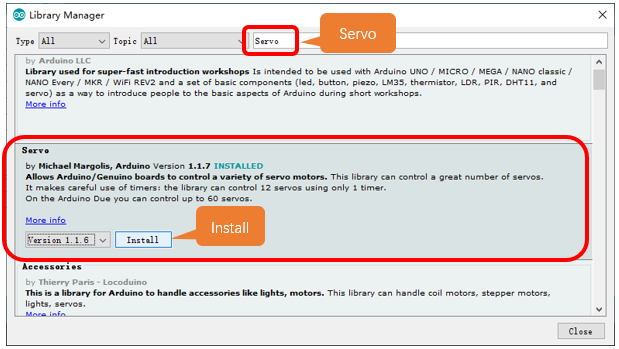 Library Manager
Type All Topic All Servo
Servo
by Arduino LLC
Library used for super-fast introduction workshops Is intended to be used with Arduino UNO / MICRO / MEGA / NANO classic /
NANO Every / MKR / WiFi REV2 and a set of basic components (led, button, piezo, LM35, thermistor, LDR, PIR, DHT11, and
servo) as a way to introduce people to the basic aspects of Arduino during short workshops.
More info
Servo
by Michael Margolis, Arduino Version 1.1.7 INSTALLED
Allows Arduino/Genuino boards to control a variety of servo motors. This library can control a great number of servos.
It makes careful use of timers: the library can control 12 servos using only 1 timer.
On the Arduino Due you can control up to 60 servos.
More info
Version 1.1.6 Install
Install
Accessories
by Thierry Paris - Locoduino
This is a library for Arduino to handle accessories like lights, motors. This library can handle coil motors, stepper motors,
lights, servos.
More info
Close